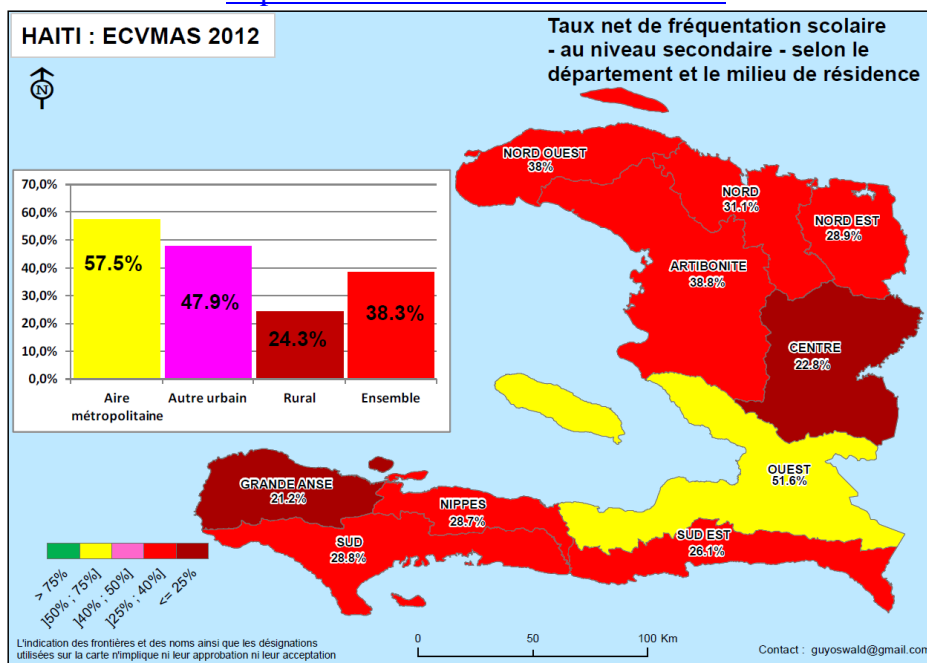 HAITI : ECVMAS 2012
Taux net de fréquentation scolaire
- au niveau secondaire - selon le
département et le milieu de résidence
N
NORD OUEST
38%
NORD
31.1%
NORD EST
28.9%
ARTIBONITE
38.8%
CENTRE
22.8%
OUEST
51.6%
GRANDE ANSE
21.2%
NIPPES
28.7%
SUD
28.8%
SUD EST
26.1%
70,0%
60,0%
50,0%
40,0%
30,0%
20,0%
10,0%
0,0%
57.5%
47.9%
24.3%
38.3%
Aire
métropolitaine
Autre urbain
Rural
Ensemble
> 75%
]50% ; 75%]
]40% ; 50%]
]25% ; 40%]
<= 25%
L'indication des frontières et des noms ainsi que les désignations
utilisées sur la carte n'implique ni leur approbation ni leur acceptation
0 50 100 Km
Contact : guyoswald@gmail.com